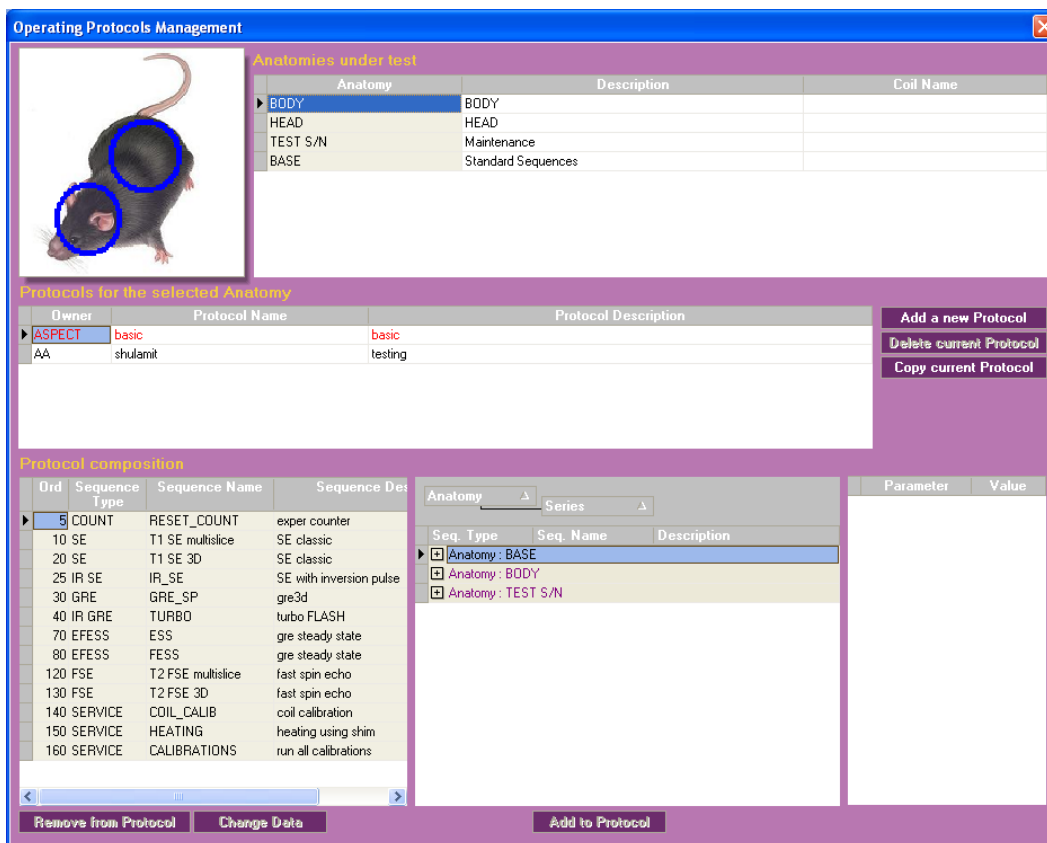 Operating Protocols Management
Anatomies under test
Anatomy Description Coil Name
BODY BODY
HEAD HEAD
TEST S/N Maintenance
BASE Standard Sequences
Protocols for the selected Anatomy
Owner Protocol Name Protocol Description
ASPECT basic basic
AA shulamit testing
Add a new Protocol
Delete current Protocol
Copy current Protocol
Protocol composition
Ord Sequence Type Sequence Name Sequence Des
5 COUNT RESET_COUNT exper counter
10 SE T1 SE multislice SE classic
20 SE T1 SE 3D SE classic
25 IR SE IR_SE SE with inversion pulse
30 GRE GRE_SP gre3d
40 IR GRE TURBO turbo FLASH
70 EFESS ESS gre steady state
80 EFESS FESS gre steady state
120 FSE T2 FSE multislice fast spin echo
130 FSE T2 FSE 3D fast spin echo
140 SERVICE COIL_CALIB coil calibration
150 SERVICE HEATING heating using shim
160 SERVICE CALIBRATIONS run all calibrations
Anatomy
Series
Seq. Type Seq. Name Description
Anatomy : BASE
Anatomy : BODY
Anatomy : TEST S/N
Parameter Value
Remove from Protocol Change Data Add to Protocol